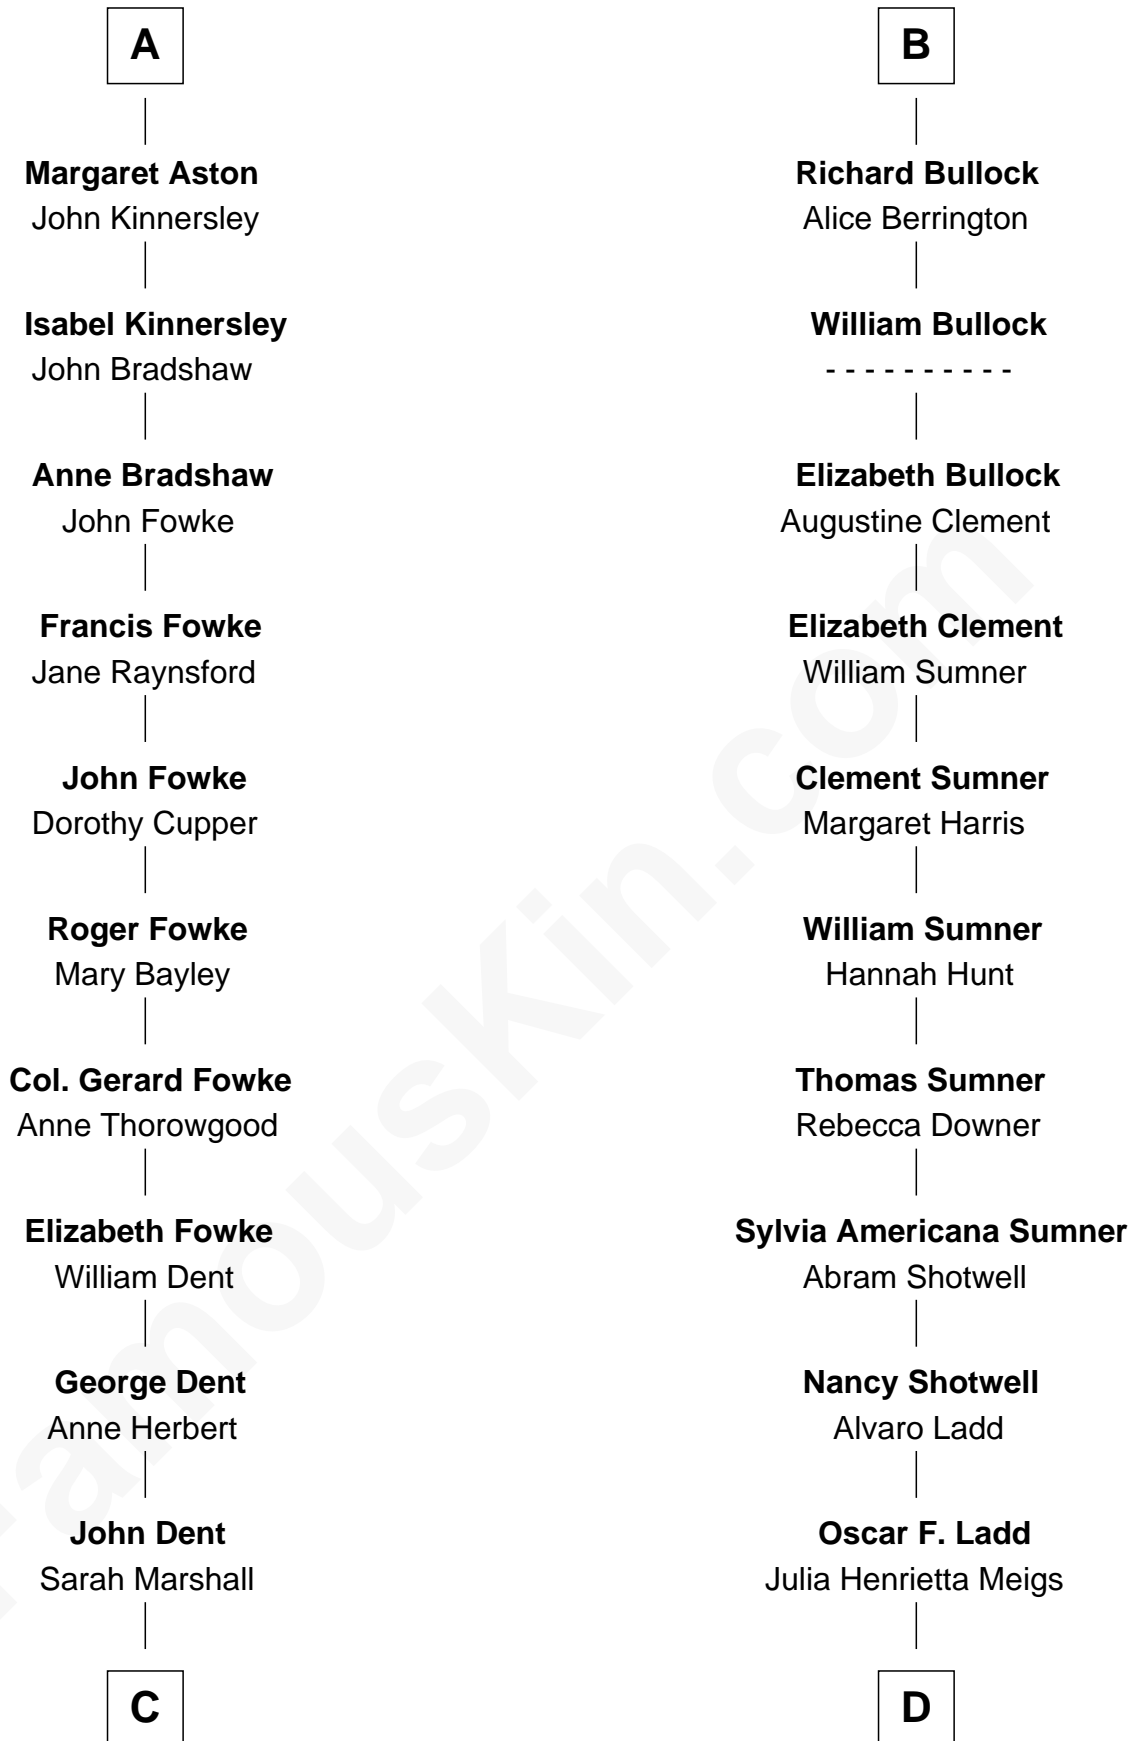 A
Margaret Aston
John Kinnersley
Isabel Kinnersley
John Bradshaw
Anne Bradshaw
John Fowke
Francis Fowke
Jane Raynsford
John Fowke
Dorothy Cupper
Roger Fowke
Mary Bayley
Col. Gerard Fowke
Anne Thorowgood
Elizabeth Fowke
William Dent
George Dent
Anne Herbert
John Dent
Sarah Marshall
C
B
Richard Bullock
Alice Berrington
William Bullock
- - - - - - - - - -
Elizabeth Bullock
Augustine Clement
Elizabeth Clement
William Sumner
Clement Sumner
Margaret Harris
William Sumner
Hannah Hunt
Thomas Sumner
Rebecca Downer
Sylvia Americana Sumner
Abram Shotwell
Nancy Shotwell
Alvaro Ladd
Oscar F. Ladd
Julia Henrietta Meigs
D
FamousKin.com